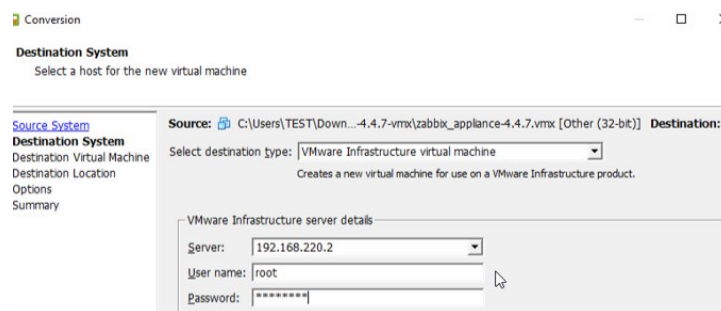 Conversion
Destination System
Select a host for the new virtual machine
Source System
Destination System
Destination Virtual Machine
Destination Location
Options
Summary
Source: C:\Users\TEST\Down...-4.4.7-vmx\zabbix_appliance-4.4.7.vmx [Other (32-bit)] Destination:
Select destination type: VMware Infrastructure virtual machine
Creates a new virtual machine for use on a VMware Infrastructure product.
VMware Infrastructure server details
Server: 192.168.220.2
User name: root
Password: ********